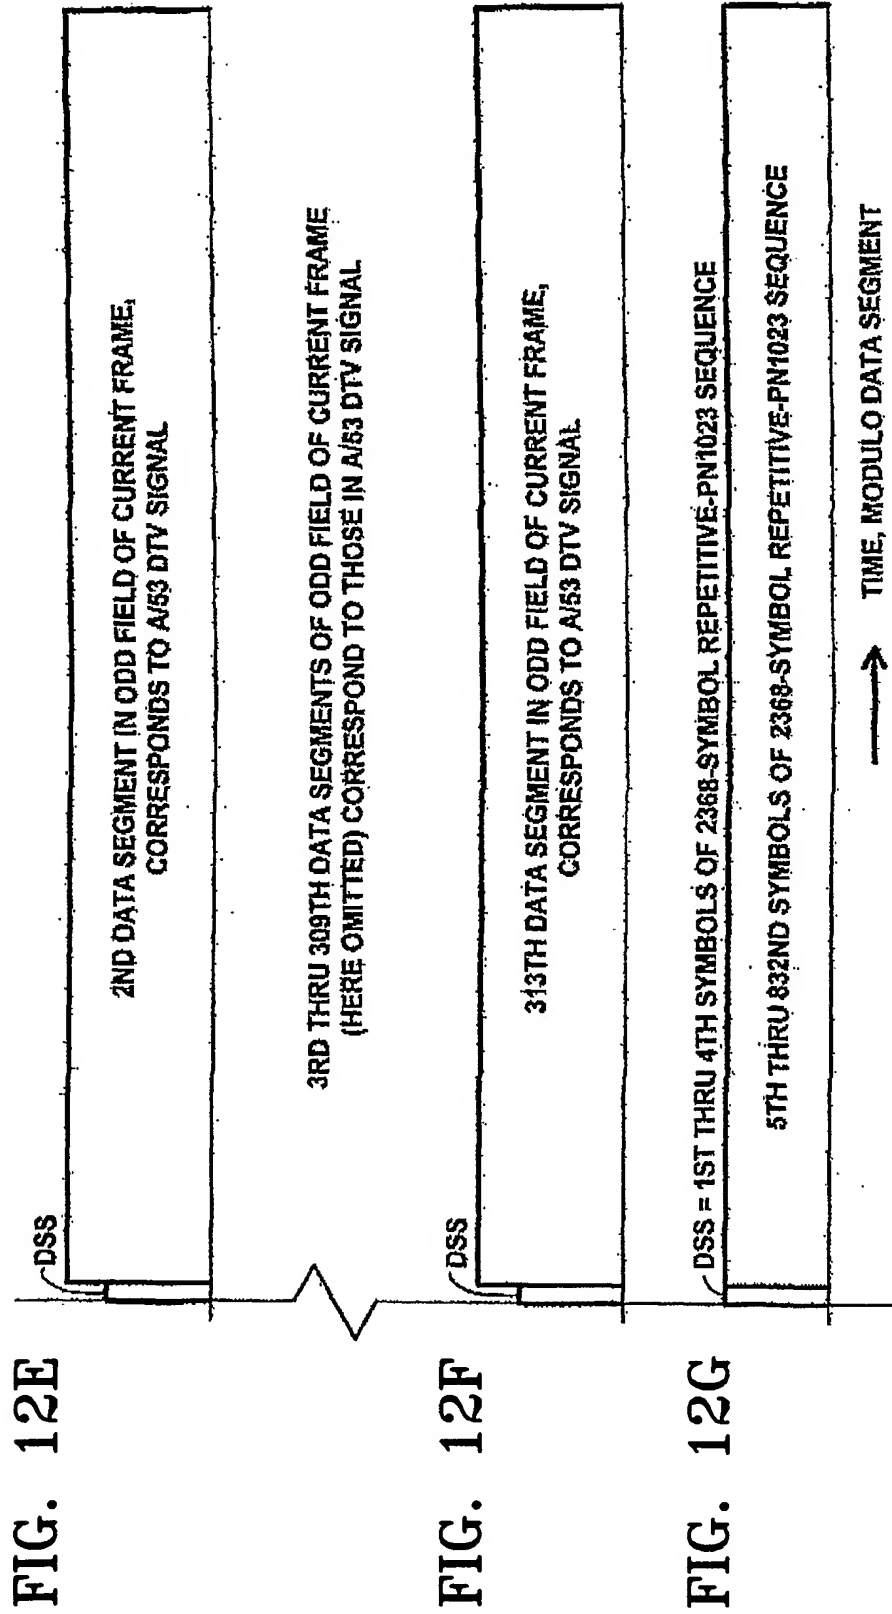 FIG. 12E
DSS
2ND DATA SEGMENT IN ODD FIELD OF CURRENT FRAME,
CORRESPONDS TO A/53 DTV SIGNAL
3RD THRU 309TH DATA SEGMENTS OF ODD FIELD OF CURRENT FRAME
(HERE OMITTED) CORRESPOND TO THOSE IN A/53 DTV SIGNAL
FIG. 12F
DSS
313TH DATA SEGMENT IN ODD FIELD OF CURRENT FRAME,
CORRESPONDS TO A/53 DTV SIGNAL
FIG. 12G
DSS = 1ST THRU 4TH SYMBOLS OF 2368-SYMBOL REPETITIVE-PN1023 SEQUENCE
5TH THRU 832ND SYMBOLS OF 2368-SYMBOL REPETITIVE-PN1023 SEQUENCE
TIME, MODULO DATA SEGMENT